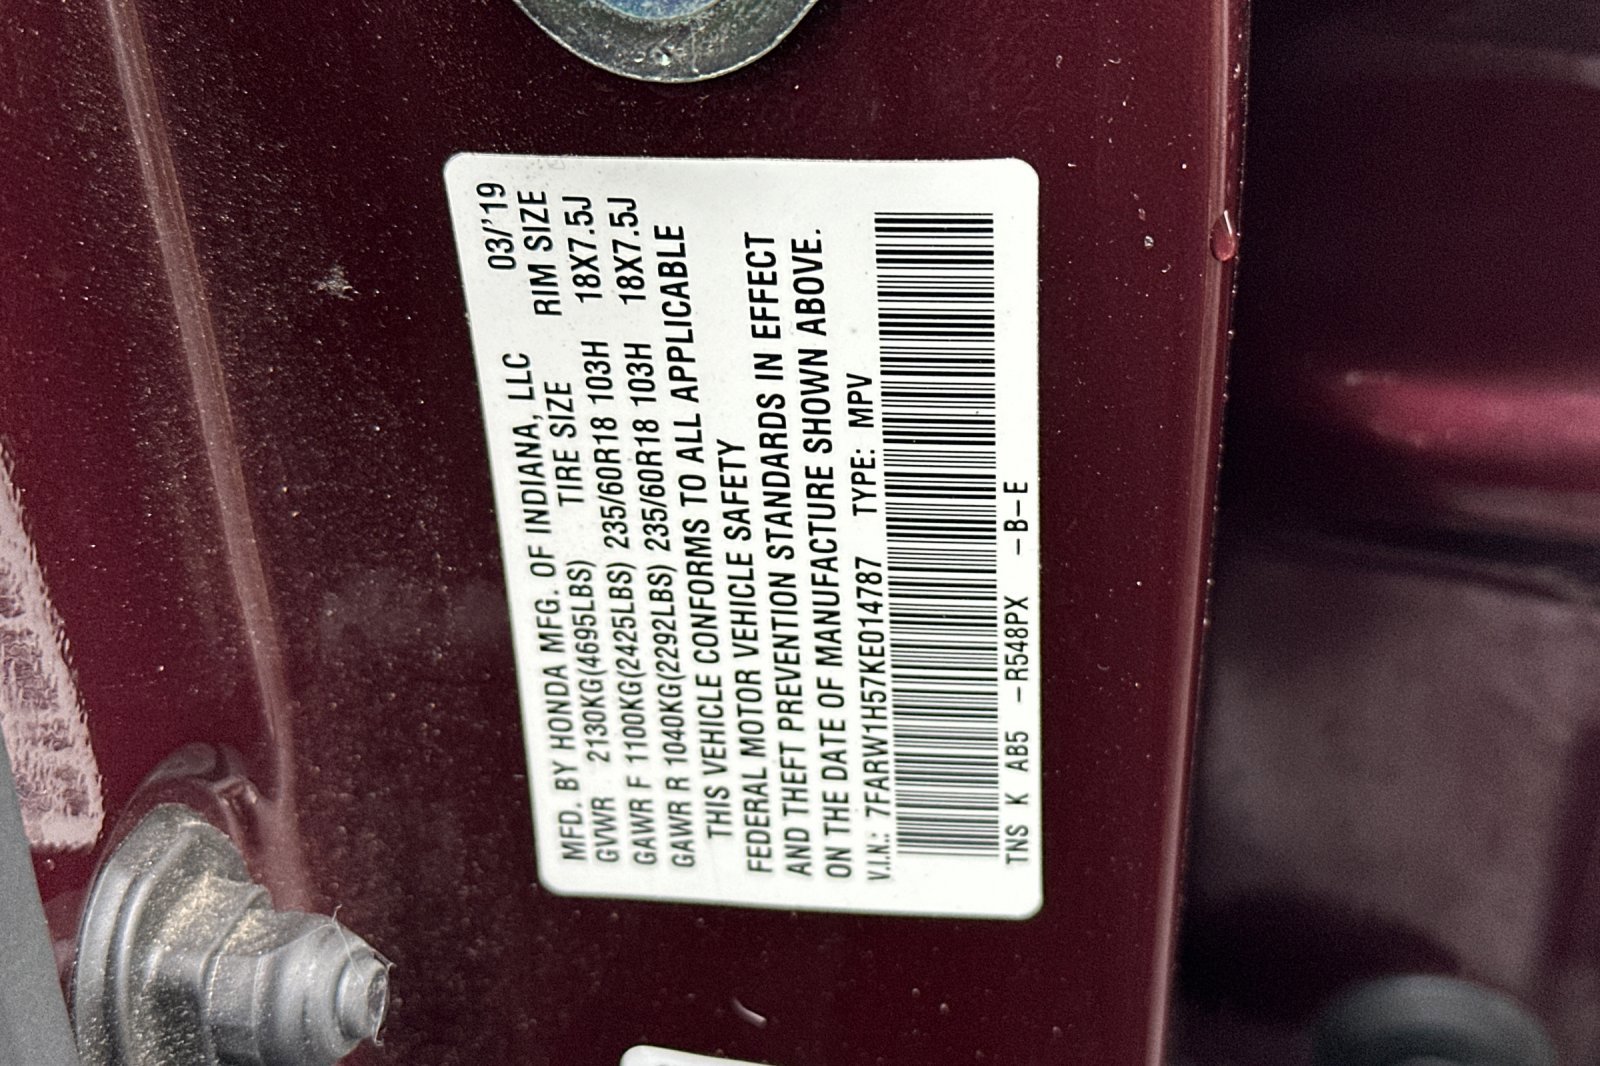 MFD. BY HONDA MFG. OF INDIANA, LLC 03/'19
GVWR 2130KG(4695LBS) TIRE SIZE RIM SIZE
GAWR F 1100KG(2425LBS) 235/60R18 103H 18X7.5J
GAWR R 1040KG(2292LBS) 235/60R18 103H 18X7.5J
THIS VEHICLE CONFORMS TO ALL APPLICABLE
FEDERAL MOTOR VEHICLE SAFETY
AND THEFT PREVENTION STANDARDS IN EFFECT
ON THE DATE OF MANUFACTURE SHOWN ABOVE.
V.I.N.: 7FARW1H57KE014787 TYPE: MPV
TNS K AB5 -R548PX -B-E